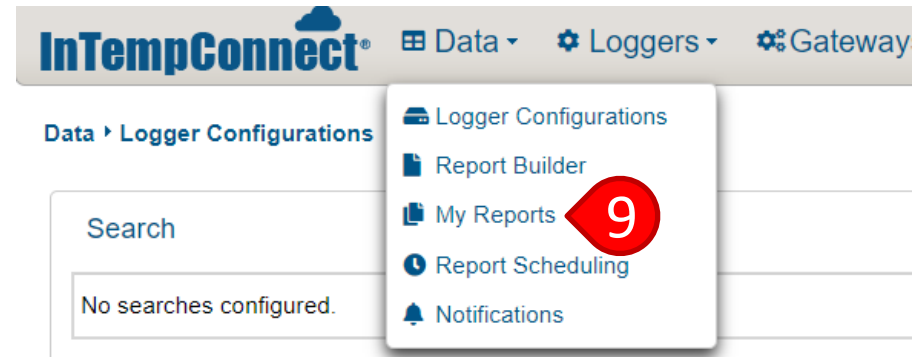 InTempConnect® Data Loggers Gateways
Data Logger Configurations
Logger Configurations
Report Builder
My Reports 9
Report Scheduling
Notifications
Search
No searches configured.